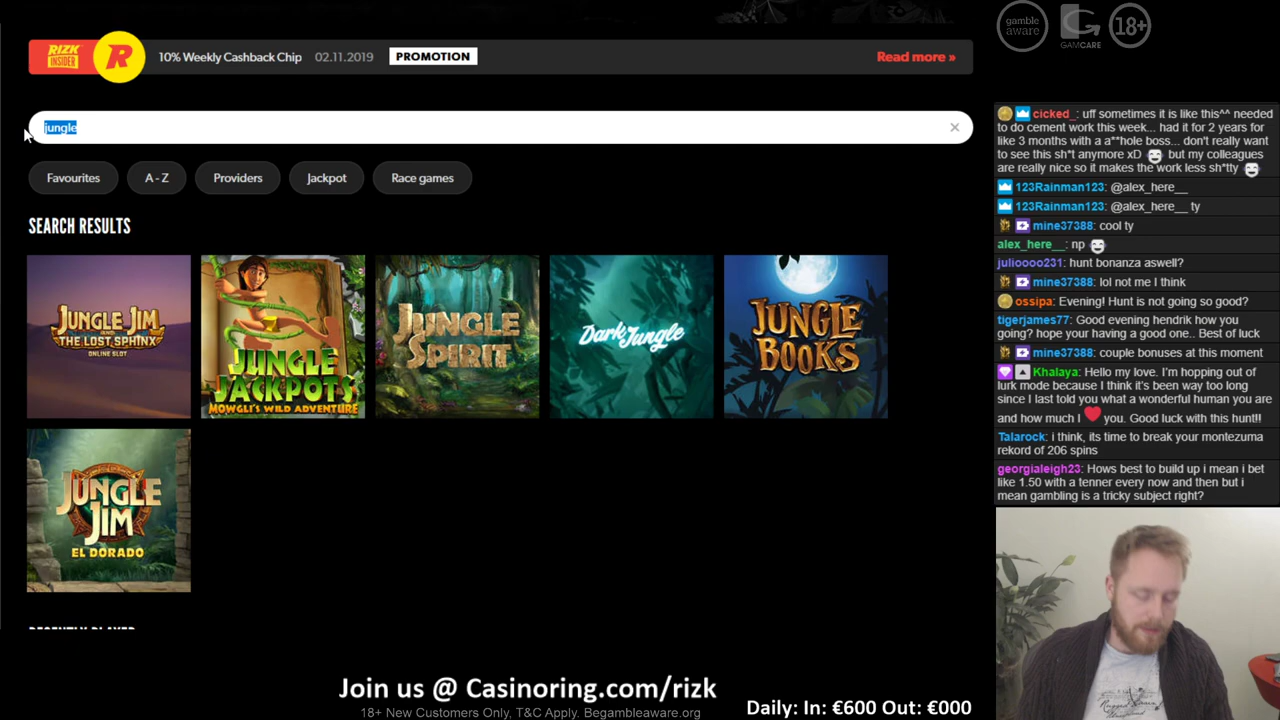 RIZK
INSIDER
R
10% Weekly Cashback Chip 02.11.2019 PROMOTION Read more »
jungle
Favourites A - Z Providers Jackpot Race games
SEARCH RESULTS
JUNGLE JIM
AND
THE LOST SPHINX
ONLINE SLOT
JUNGLE
JACKPOTS
MOWGLI'S WILD ADVENTURE
JUNGLE
SPIRIT
Dark Jungle
JUNGLE
BOOKS
JUNGLE
JIM
EL DORADO
RECENTLY PLAYED
Join us @ Casinoring.com/rizk
18+ New Customers Only, T&C Apply. Begambleaware.org
Daily: In: €600 Out: €000
gamble
aware
GAMCARE
18+
cicked_: uff sometimes it is like this^^ needed
to do cement work this week... had it for 2 years for
like 3 months with a a**hole boss... don't really want
to see this sh*t anymore xD but my colleagues
are really nice so it makes the work less sh*tty
123Rainman123: @alex_here__
123Rainman123: @alex_here__ ty
mine37388: cool ty
alex_here__: np
julioooo231: hunt bonanza aswell?
mine37388: lol not me I think
ossipa: Evening! Hunt is not going so good?
tigerjames77: Good evening hendrik how you
going? hope your having a good one.. Best of luck
mine37388: couple bonuses at this moment
Khalaya: Hello my love. I'm hopping out of
lurk mode because I think it's been way too long
since I last told you what a wonderful human you are
and how much I you. Good luck with this hunt!!
Talarock: i think, its time to break your montezuma
rekord of 206 spins
georgialeigh23: Hows best to build up i mean i bet
like 1.50 with a tenner every now and then but i
mean gambling is a tricky subject right?